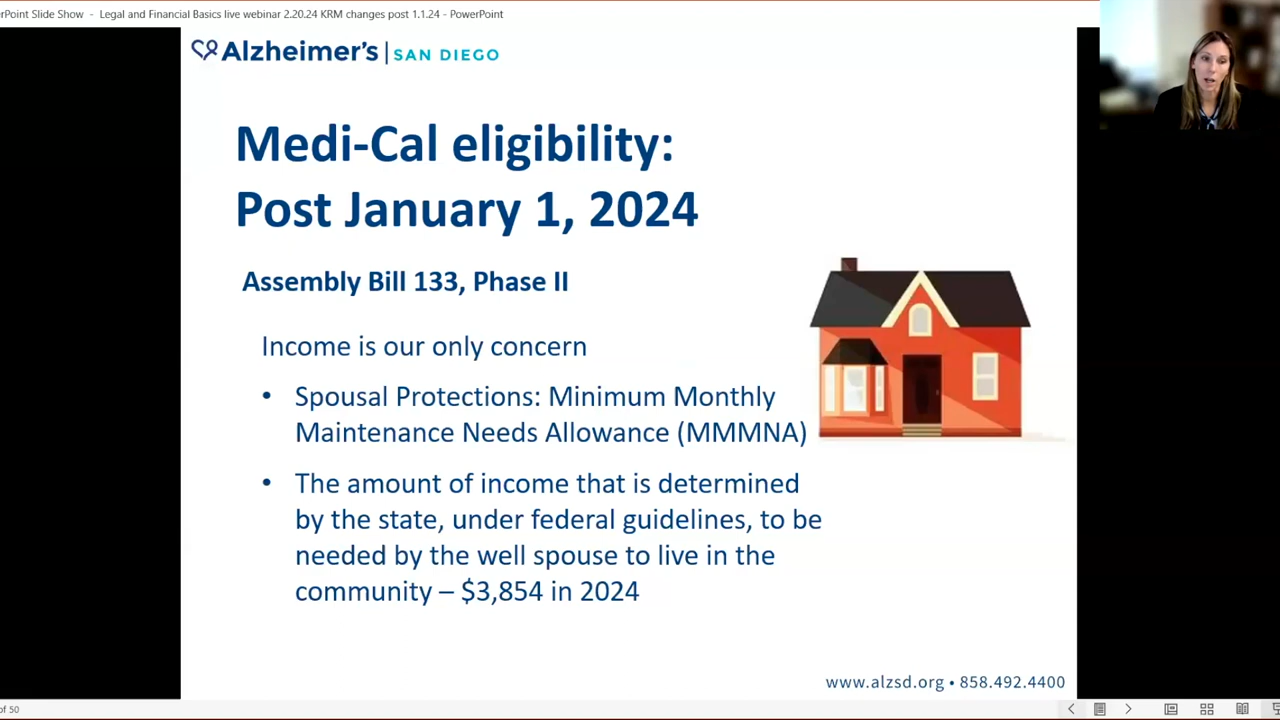 PowerPoint Slide Show - Legal and Financial Basics live webinar 2.20.24 KRM changes post 1.1.24 - PowerPoint
Alzheimer's | SAN DIEGO
Medi-Cal eligibility:
Post January 1, 2024
Assembly Bill 133, Phase II
Income is our only concern
• Spousal Protections: Minimum Monthly
Maintenance Needs Allowance (MMMNA)
• The amount of income that is determined
by the state, under federal guidelines, to be
needed by the well spouse to live in the
community – $3,854 in 2024
www.alzsd.org • 858.492.4400
of 50